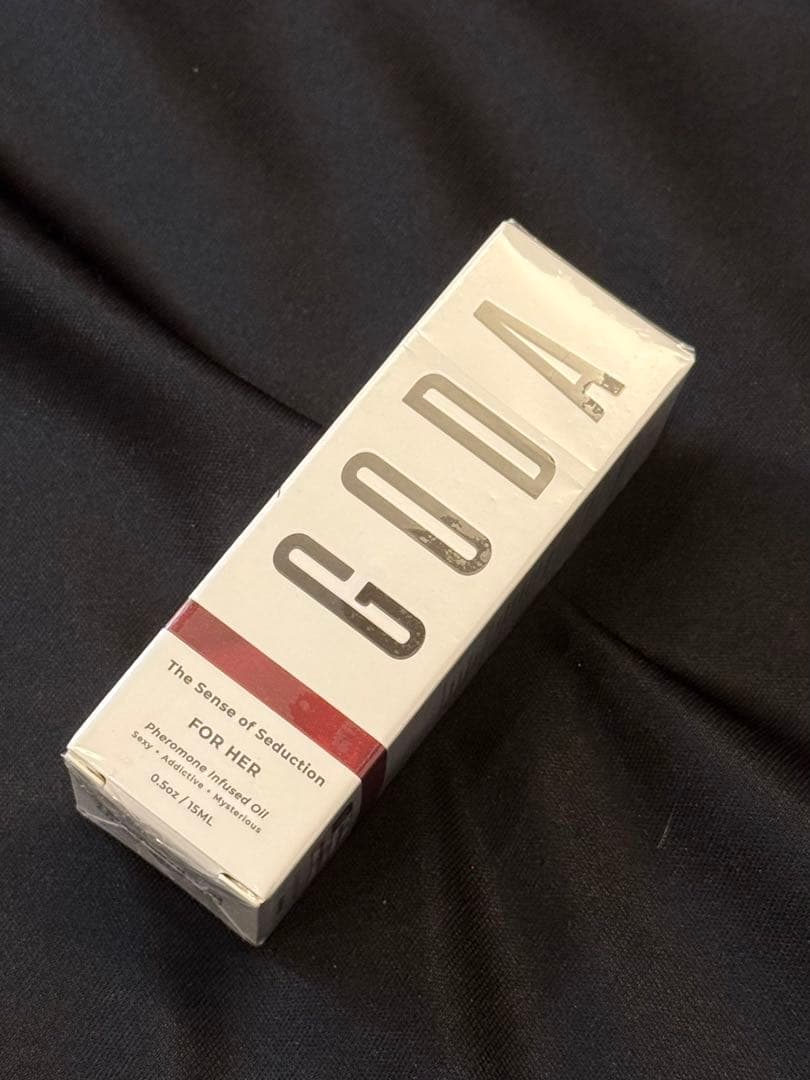 GODA
The Sense of Seduction
FOR HER
Pheromone Infused Oil
Sexy • Addictive • Mysterious
0.5oz / 15ML